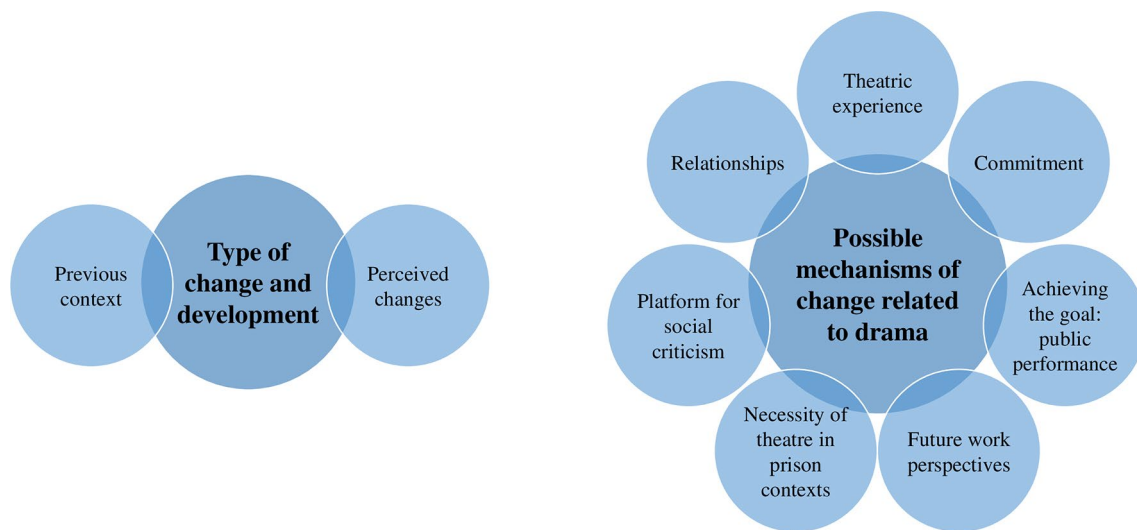 Previous
context
Type of
change and
development
Perceived
changes
Theatric
experience
Relationships
Commitment
Possible
mechanisms of
change related
to drama
Platform for
social
criticism
Achieving
the goal:
public
performance
Necessity of
theatre in
prison
contexts
Future work
perspectives